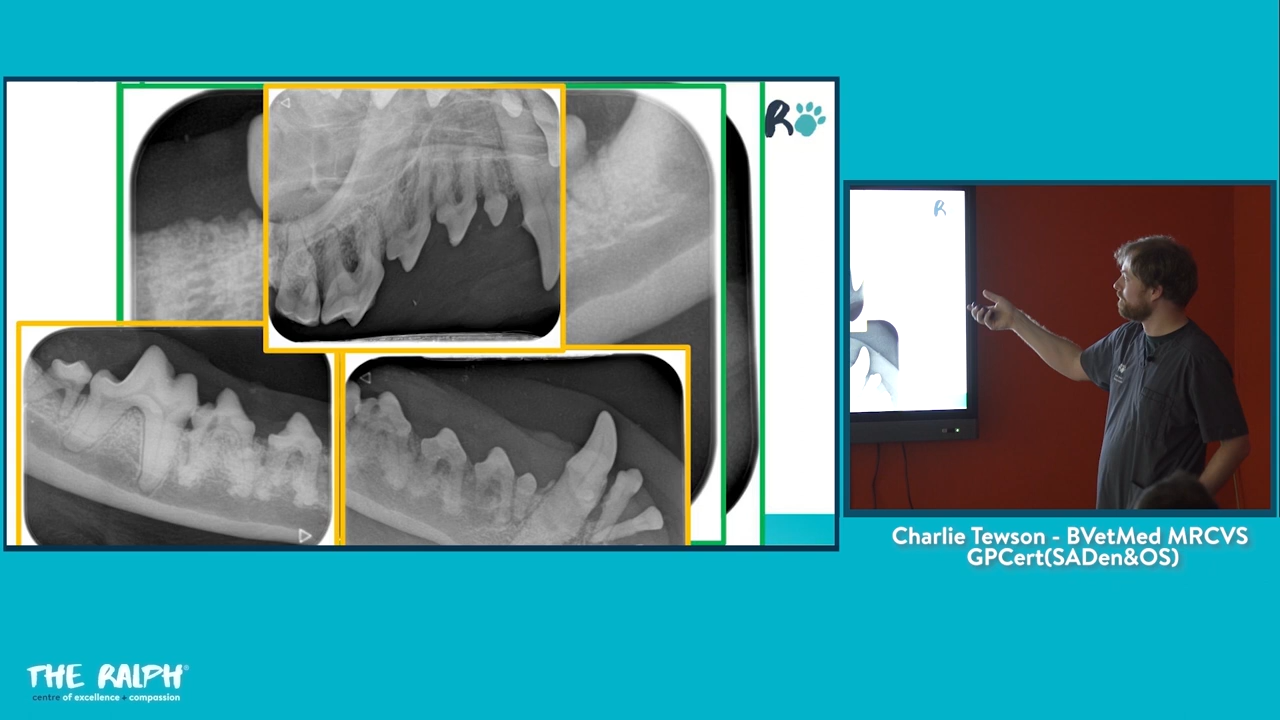 R
R
Charlie Tewson - BVetMed MRCVS
GPCert(SADen&OS)
THE RALPH®
centre of excellence + compassion